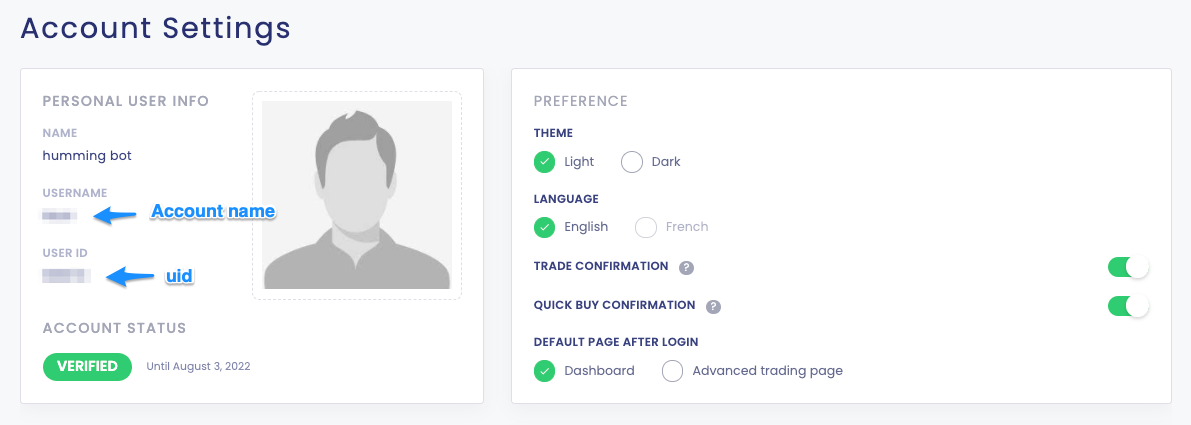 Account Settings
PERSONAL USER INFO
NAME
humming bot
USERNAME
Account name
USER ID
uid
ACCOUNT STATUS
VERIFIED Until August 3, 2022
PREFERENCE
THEME
Light Dark
LANGUAGE
English French
TRADE CONFIRMATION ?
QUICK BUY CONFIRMATION ?
DEFAULT PAGE AFTER LOGIN
Dashboard Advanced trading page